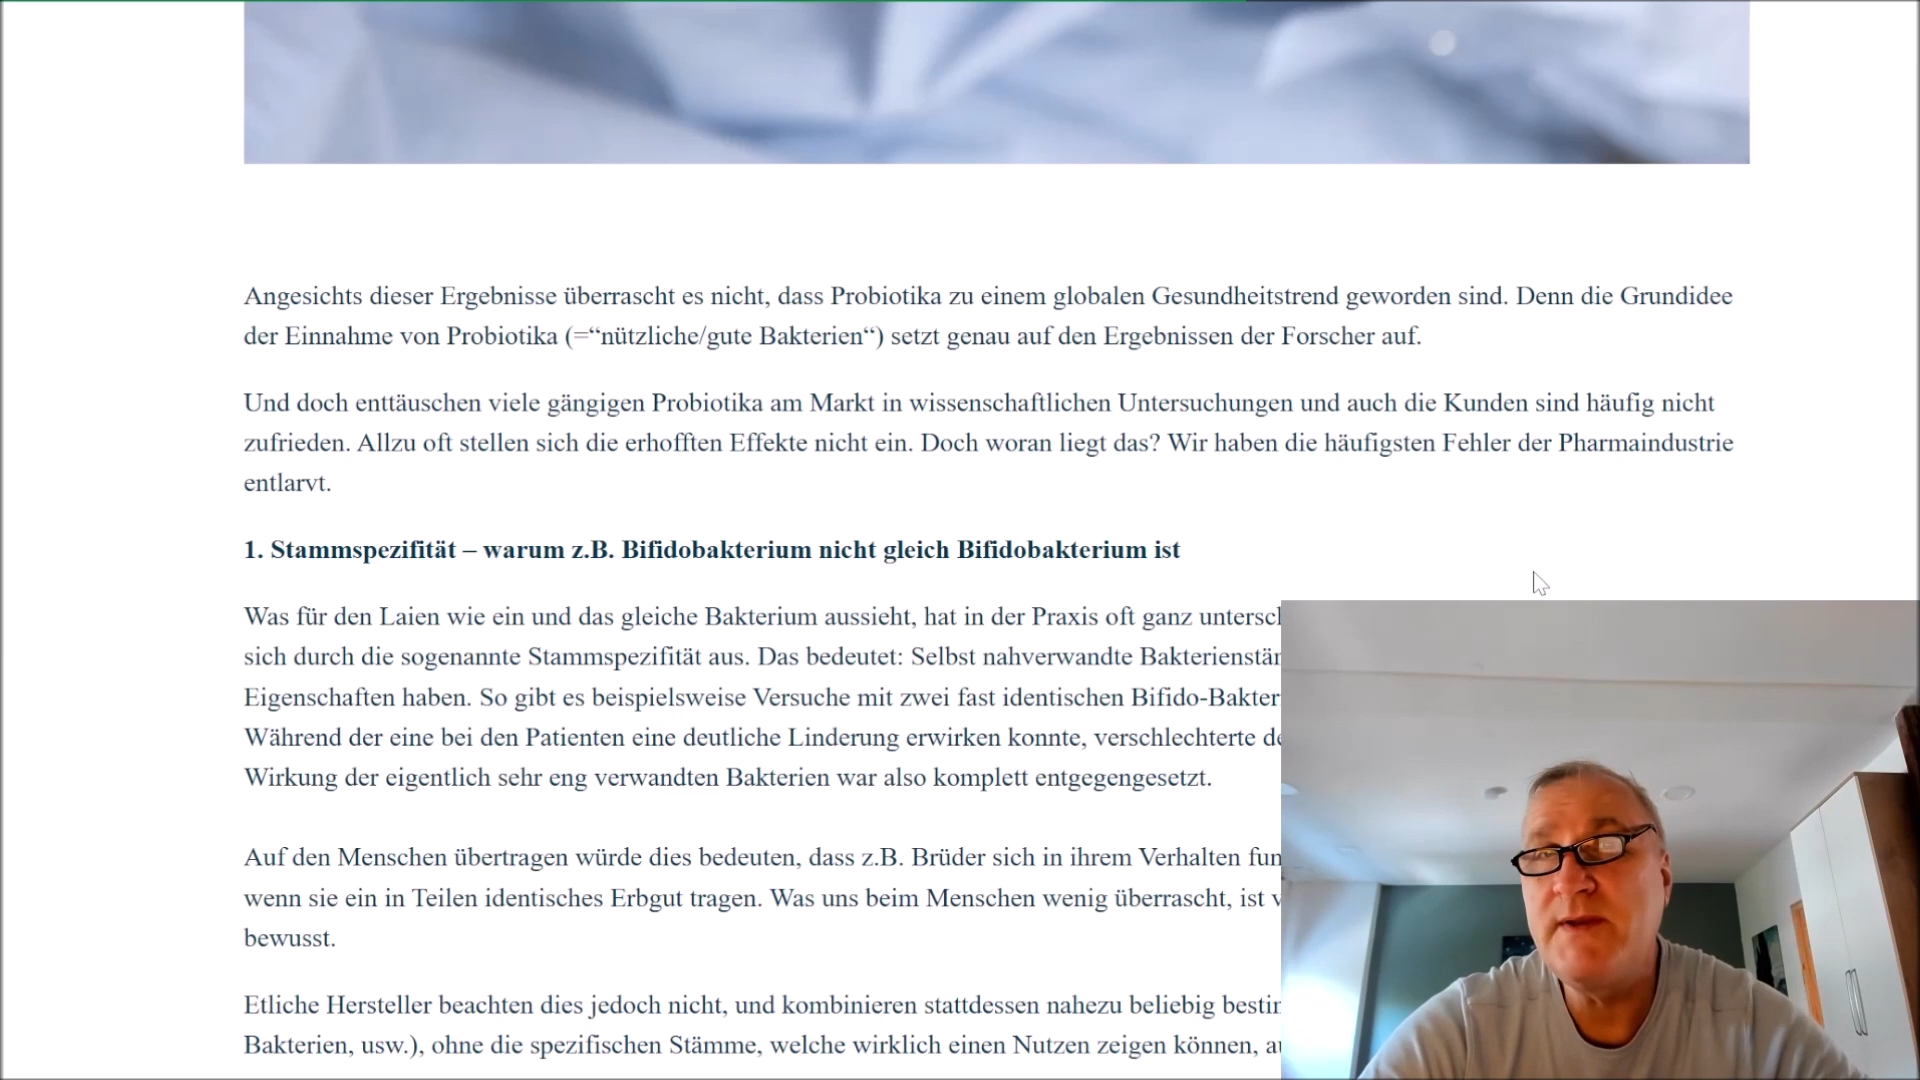 Angesichts dieser Ergebnisse überrascht es nicht, dass Probiotika zu einem globalen Gesundheitstrend geworden sind. Denn die Grundidee
der Einnahme von Probiotika (=“nützliche/gute Bakterien“) setzt genau auf den Ergebnissen der Forscher auf.
Und doch enttäuschen viele gängigen Probiotika am Markt in wissenschaftlichen Untersuchungen und auch die Kunden sind häufig nicht
zufrieden. Allzu oft stellen sich die erhofften Effekte nicht ein. Doch woran liegt das? Wir haben die häufigsten Fehler der Pharmaindustrie
entlarvt.
1. Stammspezifität – warum z.B. Bifidobakterium nicht gleich Bifidobakterium ist
Was für den Laien wie ein und das gleiche Bakterium aussieht, hat in der Praxis oft ganz
sich durch die sogenannte Stammspezifität aus. Das bedeutet: Selbst nahverwandte
Eigenschaften haben. So gibt es beispielsweise Versuche mit zwei fast identischen
Während der eine bei den Patienten eine deutliche Linderung erwirken konnte, verschlechterte
Wirkung der eigentlich sehr eng verwandten Bakterien war also komplett entgegengesetzt.
Auf den Menschen übertragen würde dies bedeuten, dass z.B. Brüder sich in ihrem Verhalten
wenn sie ein in Teilen identisches Erbgut tragen. Was uns beim Menschen wenig überrascht, ist
bewusst.
Etliche Hersteller beachten dies jedoch nicht, und kombinieren stattdessen nahezu beliebig
Bakterien, usw.), ohne die spezifischen Stämme, welche wirklich einen Nutzen zeigen können,